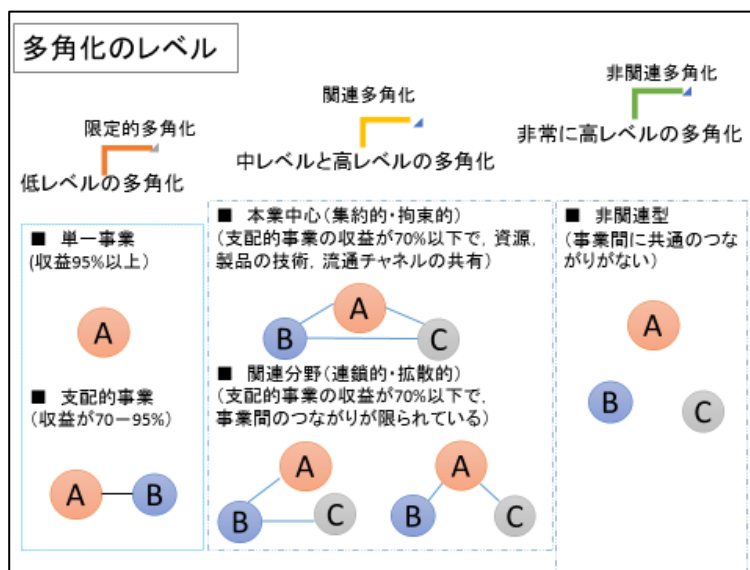 多角化のレベル
限定的多角化
低レベルの多角化
関連多角化
中レベルと高レベルの多角化
非関連多角化
非常に高レベルの多角化
■ 単一事業
(収益95%以上)
A
■ 支配的事業
(収益が70－95%)
A
B
■ 本業中心(集約的・拘束的)
(支配的事業の収益が70%以下で, 資源,
製品の技術, 流通チャネルの共有)
A
B
C
■ 関連分野(連鎖的・拡散的)
(支配的事業の収益が70%以下で,
事業間のつながりが限られている)
A
B
C
A
B
C
■ 非関連型
(事業間に共通のつな
がりがない)
A
B
C